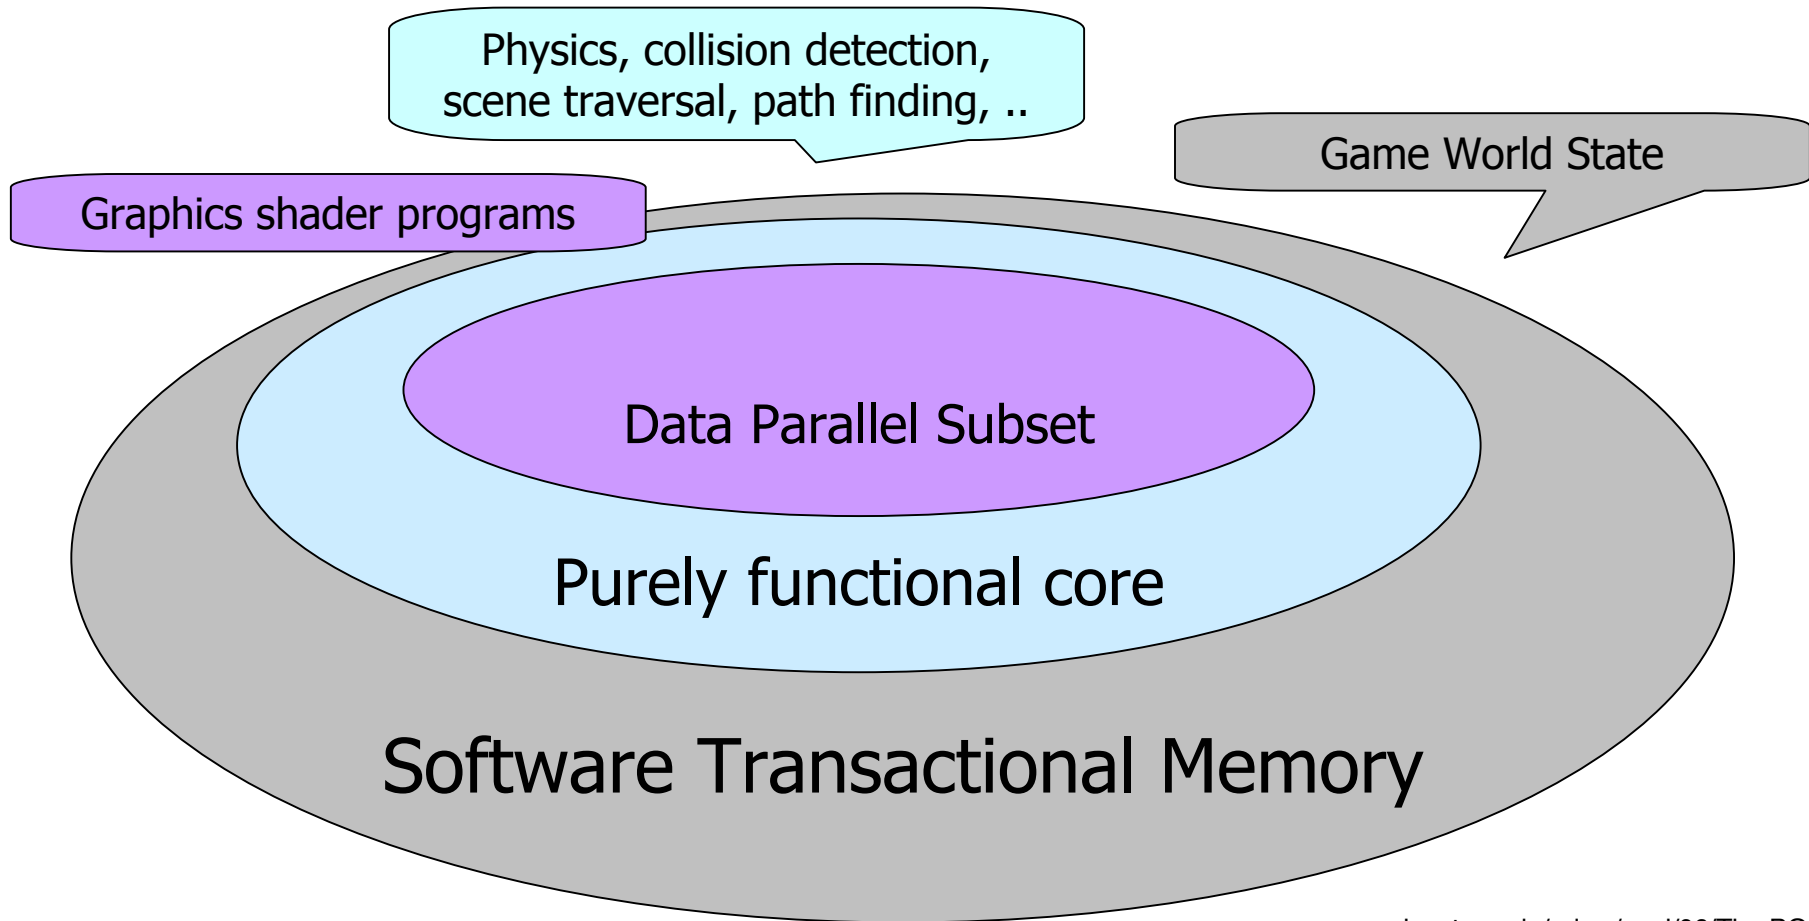 Physics, collision detection,
scene traversal, path finding, ..
Game World State
Graphics shader programs
Data Parallel Subset
Purely functional core
Software Transactional Memory